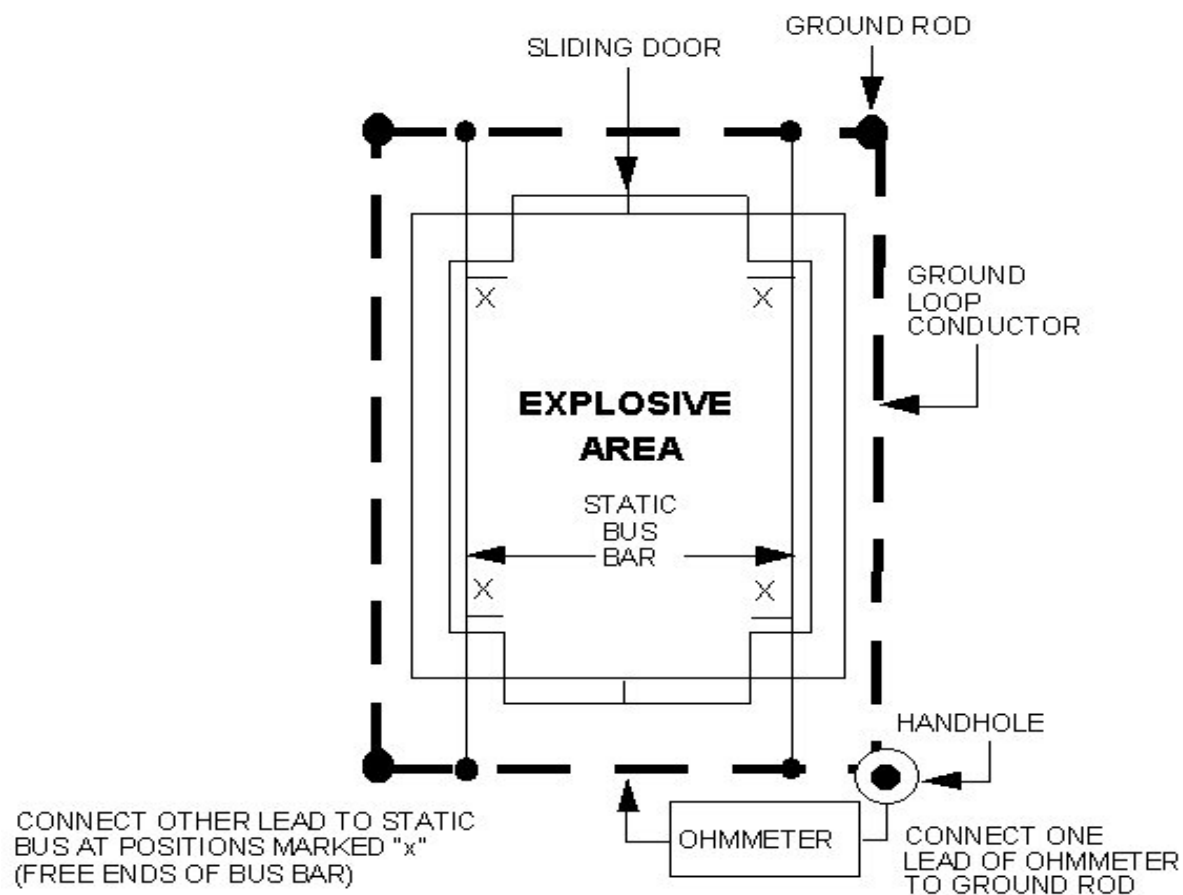 GROUND ROD
SLIDING DOOR
GROUND
LOOP
CONDUCTOR
X
X
EXPLOSIVE
AREA
STATIC
BUS
BAR
X
X
HANDHOLE
CONNECT OTHER LEAD TO STATIC
BUS AT POSITIONS MARKED "x"
(FREE ENDS OF BUS BAR)
OHMMETER
CONNECT ONE
LEAD OF OHMMETER
TO GROUND ROD